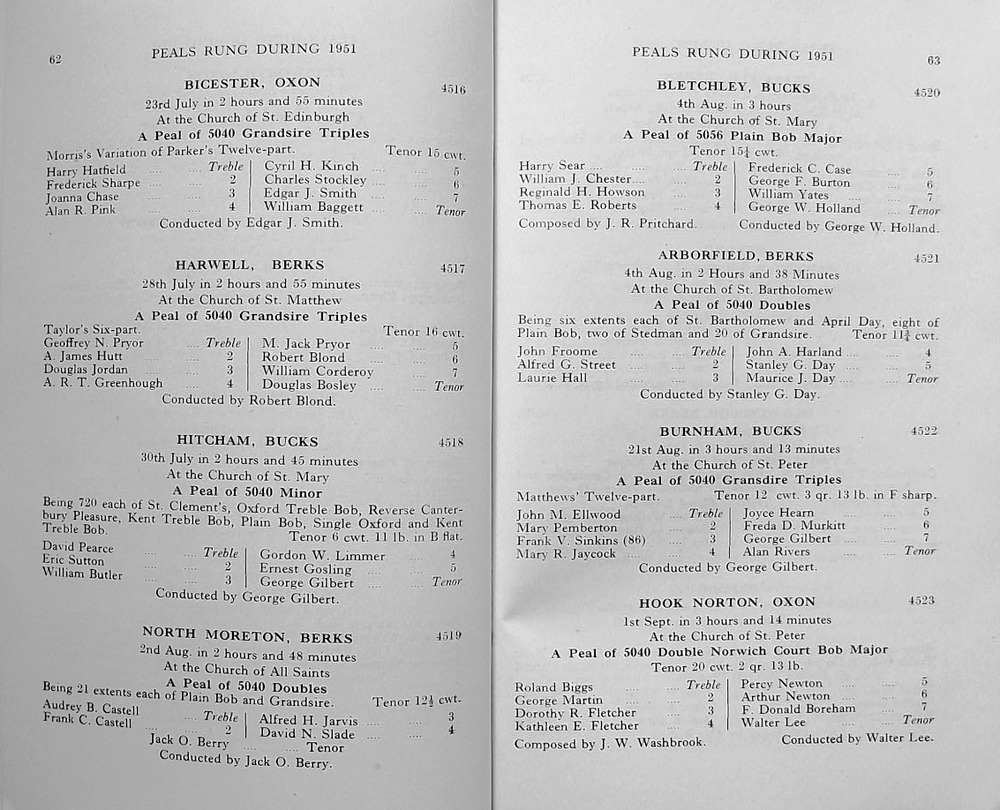 62
PEALS RUNG DURING 1951
BICESTER, OXON 4516
23rd July in 2 hours and 55 minutes
At the Church of St. Edinburgh
A Peal of 5040 Grandsire Triples
Morris's Variation of Parker's Twelve-part. Tenor 15 cwt.
Harry Hatfield .... Treble Cyril H. Kinch .... 5
Frederick Sharpe .... 2 Charles Stockley .... 6
Joanna Chase .... 3 Edgar J. Smith .... 7
Alan R. Pink .... 4 William Baggett .... Tenor
Conducted by Edgar J. Smith.
HARWELL, BERKS 4517
28th July in 2 hours and 55 minutes
At the Church of St. Matthew
A Peal of 5040 Grandsire Triples
Taylor's Six-part. Tenor 16 cwt.
Geoffrey N. Pryor .... Treble M. Jack Pryor .... 5
A. James Hutt .... 2 Robert Blond .... 6
Douglas Jordan .... 3 William Corderoy .... 7
A. R. T. Greenhough .... 4 Douglas Bosley .... Tenor
Conducted by Robert Blond.
HITCHAM, BUCKS 4518
30th July in 2 hours and 45 minutes
At the Church of St. Mary
A Peal of 5040 Minor
Being 720 each of St. Clement's, Oxford Treble Bob, Reverse Canter-
bury Pleasure, Kent Treble Bob, Plain Bob, Single Oxford and Kent
Treble Bob. Tenor 6 cwt. 11 lb. in B flat.
David Pearce .... Treble Gordon W. Limmer .... 4
Eric Sutton .... 2 Ernest Gosling .... 5
William Butler .... 3 George Gilbert .... Tenor
Conducted by George Gilbert.
NORTH MORETON, BERKS 4519
2nd Aug. in 2 hours and 48 minutes
At the Church of All Saints
A Peal of 5040 Doubles
Being 21 extents each of Plain Bob and Grandsire. Tenor 12½ cwt.
Audrey B. Castell .... Treble Alfred H. Jarvis .... 3
Frank C. Castell .... 2 David N. Slade .... 4
Jack O. Berry .... Tenor
Conducted by Jack O. Berry.
PEALS RUNG DURING 1951
63
BLETCHLEY, BUCKS 4520
4th Aug. in 3 hours
At the Church of St. Mary
A Peal of 5056 Plain Bob Major
Tenor 15¼ cwt.
Harry Sear .... Treble Frederick C. Case .... 5
William J. Chester .... 2 George F. Burton .... 6
Reginald H. Howson .... 3 William Yates .... 7
Thomas E. Roberts .... 4 George W. Holland .... Tenor
Composed by J. R. Pritchard. Conducted by George W. Holland.
ARBORFIELD, BERKS 4521
4th Aug. in 2 Hours and 38 Minutes
At the Church of St. Bartholomew
A Peal of 5040 Doubles
Being six extents each of St. Bartholomew and April Day, eight of
Plain Bob, two of Stedman and 20 of Grandsire. Tenor 11¾ cwt.
John Froome .... Treble John A. Harland .... 4
Alfred G. Street .... 2 Stanley G. Day .... 5
Laurie Hall .... 3 Maurice J. Day .... Tenor
Conducted by Stanley G. Day.
BURNHAM, BUCKS 4522
21st Aug. in 3 hours and 13 minutes
At the Church of St. Peter
A Peal of 5040 Gransdire Triples
Matthews' Twelve-part. Tenor 12 cwt. 3 qr. 13 lb. in F sharp.
John M. Ellwood .... Treble Joyce Hearn .... 5
Mary Pemberton .... 2 Freda D. Murkitt .... 6
Frank V. Sinkins (86) .... 3 George Gilbert .... 7
Mary R. Jaycock .... 4 Alan Rivers .... Tenor
Conducted by George Gilbert.
HOOK NORTON, OXON 4523
1st Sept. in 3 hours and 14 minutes
At the Church of St. Peter
A Peal of 5040 Double Norwich Court Bob Major
Tenor 20 cwt. 2 qr. 13 lb.
Roland Biggs .... Treble Percy Newton .... 5
George Martin .... 2 Arthur Newton .... 6
Dorothy R. Fletcher .... 3 F. Donald Boreham .... 7
Kathleen E. Fletcher .... 4 Walter Lee .... Tenor
Composed by J. W. Washbrook. Conducted by Walter Lee.